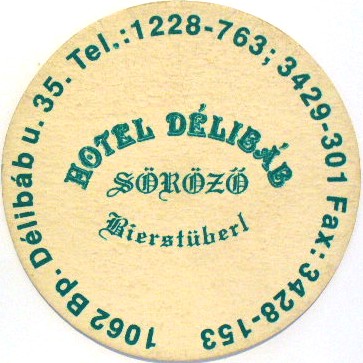 1062 Bp. Délibáb u. 35. Tel.:1228-763; 3429-301 Fax:3428-153
HOTEL DÉLIBÁB
SÖRÖZŐ
Bierstüberl